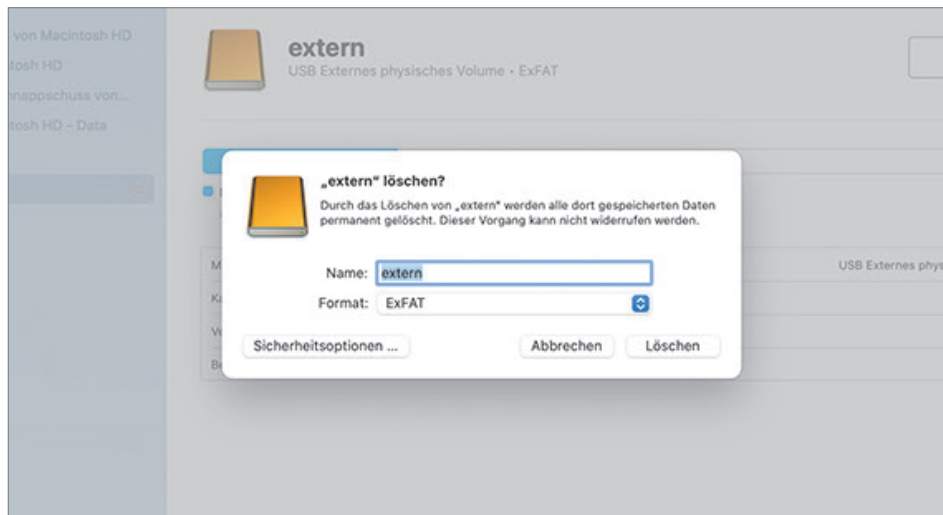 von Macintosh HD
tosh HD
hnappschuss von...
tosh HD – Data
extern
USB Externes physisches Volume • ExFAT
„extern“ löschen?
Durch das Löschen von „extern“ werden alle dort gespeicherten Daten
permanent gelöscht. Dieser Vorgang kann nicht widerrufen werden.
Name: extern
Format: ExFAT
Sicherheitsoptionen ...
Abbrechen
Löschen
USB Externes phys